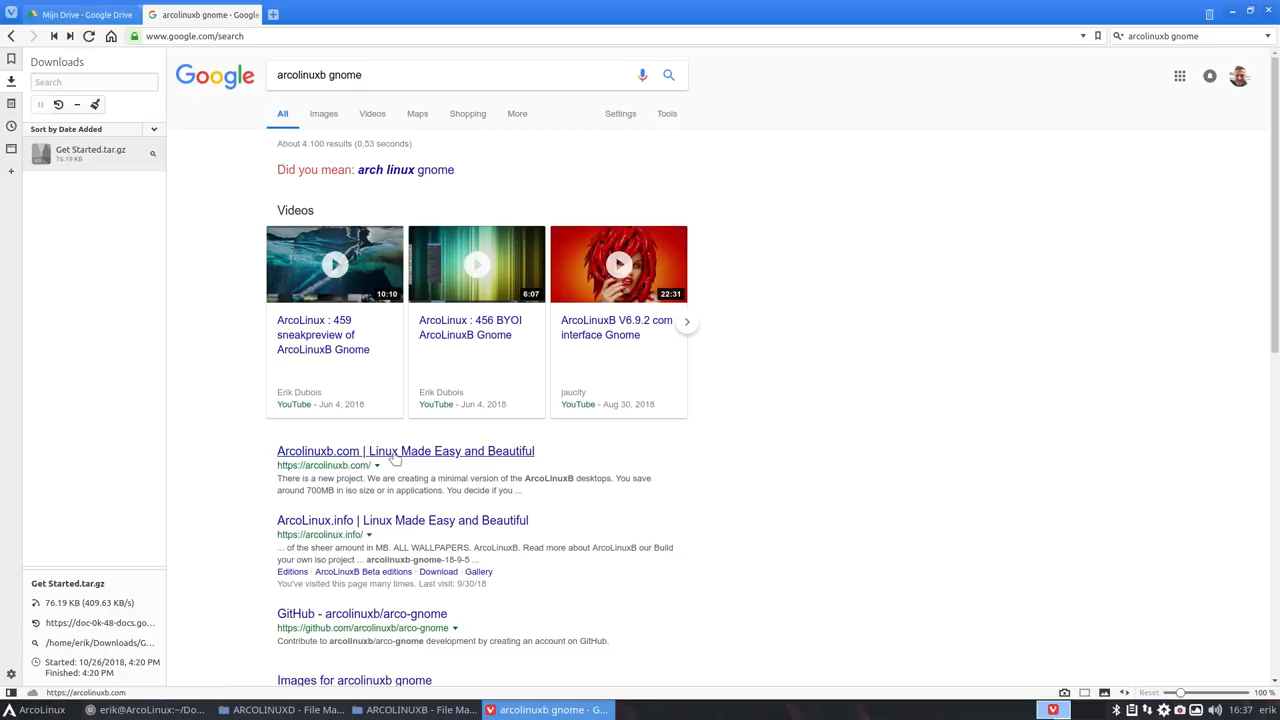 Mijn Drive - Google Drive
arcolinuxb gnome - Google
www.google.com/search
arcolinuxb gnome
Downloads
Search
Sort by Date Added
Get Started.tar.gz
76.19 KB
Google
arcolinuxb gnome
All Images Videos Maps Shopping More Settings Tools
About 4.100 results (0,53 seconds)
Did you mean: arch linux gnome
Videos
10:10
6:07
22:31
ArcoLinux : 459
sneakpreview of
ArcoLinuxB Gnome
Erik Dubois
YouTube - Jun 4, 2018
ArcoLinux : 456 BYOI
ArcoLinuxB Gnome
Erik Dubois
YouTube - Jun 4, 2018
ArcoLinuxB V6.9.2 com
interface Gnome
jaucity
YouTube - Aug 30, 2018
Arcolinuxb.com | Linux Made Easy and Beautiful
https://arcolinuxb.com/
There is a new project. We are creating a minimal version of the ArcoLinuxB desktops. You save
around 700MB in iso size or in applications. You decide if you ...
ArcoLinux.info | Linux Made Easy and Beautiful
https://arcolinux.info/
... of the sheer amount in MB. ALL WALLPAPERS. ArcoLinuxB. Read more about ArcoLinuxB our Build
your own iso project ... arcolinuxb-gnome-18-9-5 ...
Editions · ArcoLinuxB Beta editions · Download · Gallery
You've visited this page many times. Last visit: 9/30/18
GitHub - arcolinuxb/arco-gnome
https://github.com/arcolinuxb/arco-gnome
Contribute to arcolinuxb/arco-gnome development by creating an account on GitHub.
Images for arcolinuxb gnome
Get Started.tar.gz
76.19 KB (409.63 KB/s)
https://doc-0k-48-docs.go...
/home/erik/Downloads/G...
Started: 10/26/2018, 4:20 PM
Finished: 4:20 PM
https://arcolinuxb.com
Reset
100 %
ArcoLinux
erik@ArcoLinux:~/Do...
ARCOLINUXD - File Ma...
ARCOLINUXB - File Ma...
arcolinuxb gnome - G...
16:37 erik